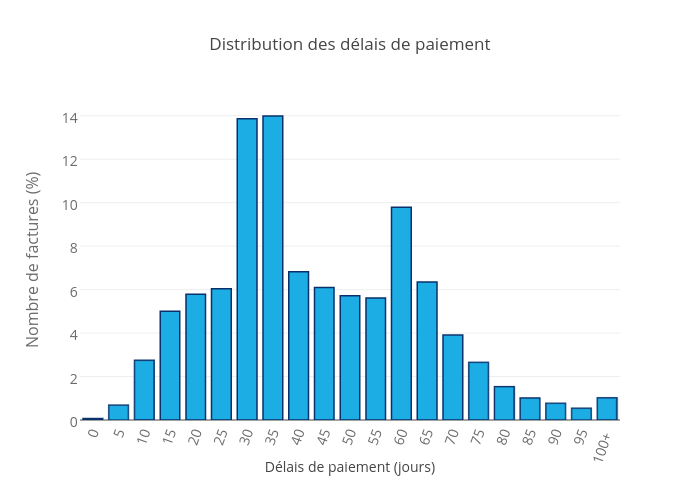 Distribution des délais de paiement
Nombre de factures (%)
14
12
10
8
6
4
2
0
0 5 10 15 20 25 30 35 40 45 50 55 60 65 70 75 80 85 90 95 100+
Délais de paiement (jours)